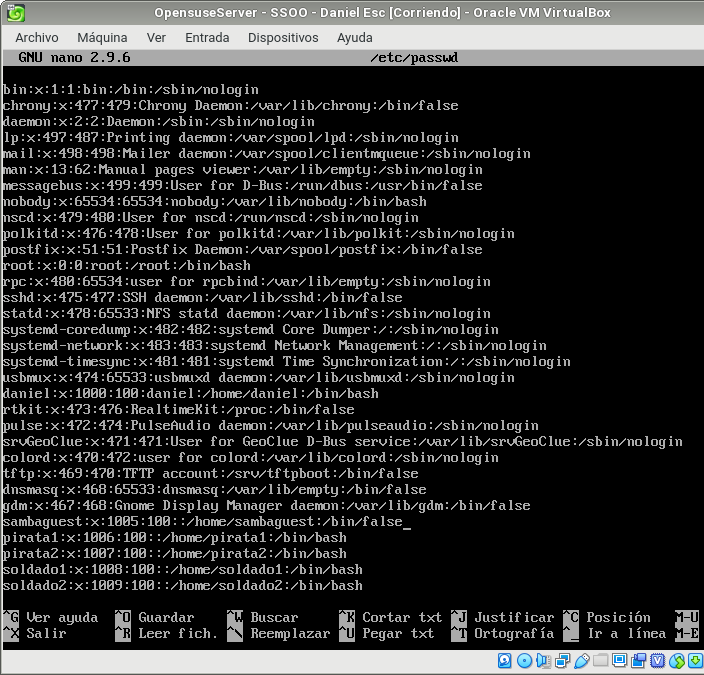 OpensuseServer - SSOO - Daniel Esc [Corriendo] - Oracle VM VirtualBox
Archivo Máquina Ver Entrada Dispositivos Ayuda
GNU nano 2.9.6 /etc/passwd
bin:x:1:1:bin:/bin:/sbin/nologin
chrony:x:477:479:Chrony Daemon:/var/lib/chrony:/bin/false
daemon:x:2:2:Daemon:/sbin:/sbin/nologin
lp:x:497:487:Printing daemon:/var/spool/lpd:/sbin/nologin
mail:x:498:498:Mailer daemon:/var/spool/clientmqueue:/sbin/nologin
man:x:13:62:Manual pages viewer:/var/lib/empty:/sbin/nologin
messagebus:x:499:499:User for D-Bus:/run/dbus:/usr/bin/false
nobody:x:65534:65534:nobody:/var/lib/nobody:/bin/bash
nscd:x:479:480:User for nscd:/run/nscd:/sbin/nologin
polkitd:x:476:478:User for polkitd:/var/lib/polkit:/sbin/nologin
postfix:x:51:51:Postfix Daemon:/var/spool/postfix:/bin/false
root:x:0:0:root:/root:/bin/bash
rpc:x:480:65534:user for rpcbind:/var/lib/empty:/sbin/nologin
sshd:x:475:477:SSH daemon:/var/lib/sshd:/bin/false
statd:x:478:65533:NFS statd daemon:/var/lib/nfs:/sbin/nologin
systemd-coredump:x:482:482:systemd Core Dumper:/:/sbin/nologin
systemd-network:x:483:483:systemd Network Management:/:/sbin/nologin
systemd-timesync:x:481:481:systemd Time Synchronization:/:/sbin/nologin
usbmux:x:474:65533:usbmuxd daemon:/var/lib/usbmuxd:/sbin/nologin
daniel:x:1000:100:daniel:/home/daniel:/bin/bash
rtkit:x:473:476:RealtimeKit:/proc:/bin/false
pulse:x:472:474:PulseAudio daemon:/var/lib/pulseaudio:/sbin/nologin
srvGeoClue:x:471:471:User for GeoClue D-Bus service:/var/lib/srvGeoClue:/sbin/nologin
colord:x:470:472:user for colord:/var/lib/colord:/sbin/nologin
tftp:x:469:470:TFTP account:/srv/tftpboot:/bin/false
dnsmasq:x:468:65533:dnsmasq:/var/lib/empty:/bin/false
gdm:x:467:468:Gnome Display Manager daemon:/var/lib/gdm:/bin/false
sambaguest:x:1005:100::/home/sambaguest:/bin/false_
pirata1:x:1006:100::/home/pirata1:/bin/bash
pirata2:x:1007:100::/home/pirata2:/bin/bash
soldado1:x:1008:100::/home/soldado1:/bin/bash
soldado2:x:1009:100::/home/soldado2:/bin/bash
^G Ver ayuda ^O Guardar ^W Buscar ^K Cortar txt ^J Justificar ^C Posición M-U
^X Salir ^R Leer fich. ^\ Reemplazar ^U Pegar txt ^T Ortografía ^_ Ir a línea M-E